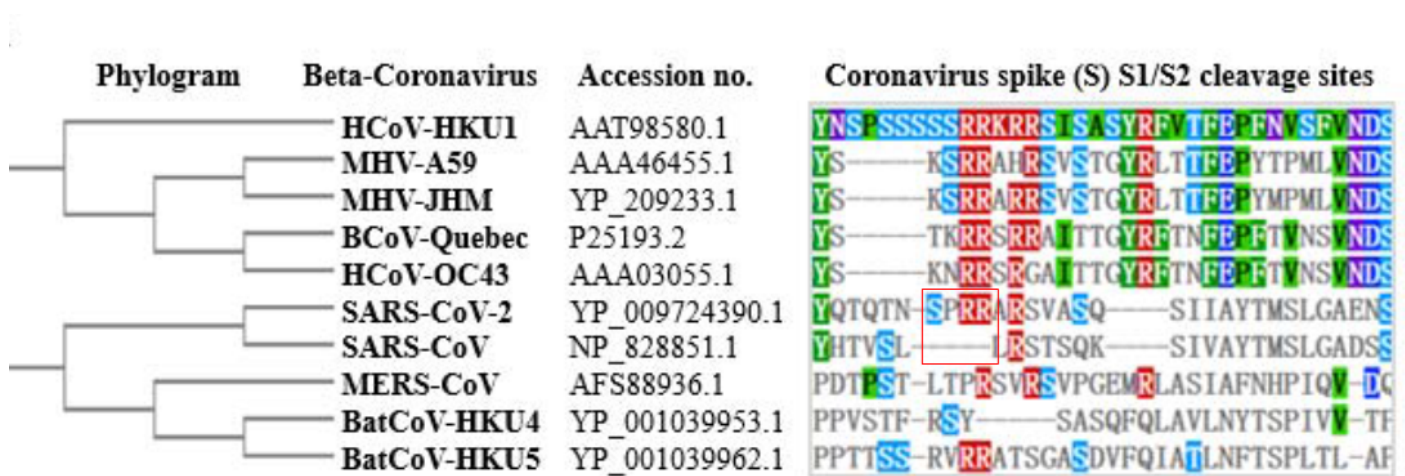 Phylogram Beta-Coronavirus Accession no. Coronavirus spike (S) S1/S2 cleavage sites
HCoV-HKU1 AAT98580.1 YNSPSSSSSRRKRRSISASYRFVTFEPFNVSFVNDS
MHV-A59 AAA46455.1 YS-----KSRRAHRSVSTGYRLTTFEPYTPMLVNDS
MHV-JHM YP_209233.1 YS-----KSRRARRSVSTGYRLTTFEPYMPMLVNDS
BCoV-Quebec P25193.2 YS-----TKRRSRRAITTGYRFTNFEPFTVNSVNDS
HCoV-OC43 AAA03055.1 YS-----KNRRSRGAITTGYRFTNFEPFTVNSVNDS
SARS-CoV-2 YP_009724390.1 YQTQTN-SPRRARSVASQ----SIIAYTMSLGAENS
SARS-CoV NP_828851.1 YHTVSL-----LRSTSQK----SIVAYTMSLGADSS
MERS-CoV AFS88936.1 PDTPST-LTPRSVRSVPGEMRLASIAFNHPIQV-DQ
BatCoV-HKU4 YP_001039953.1 PPVSTF-RSY-----SASQFQLAVLNYTSPIVV-TF
BatCoV-HKU5 YP_001039962.1 PPTTSS-RVRRATSGASDVFQIATLNFTSPLTL-AF